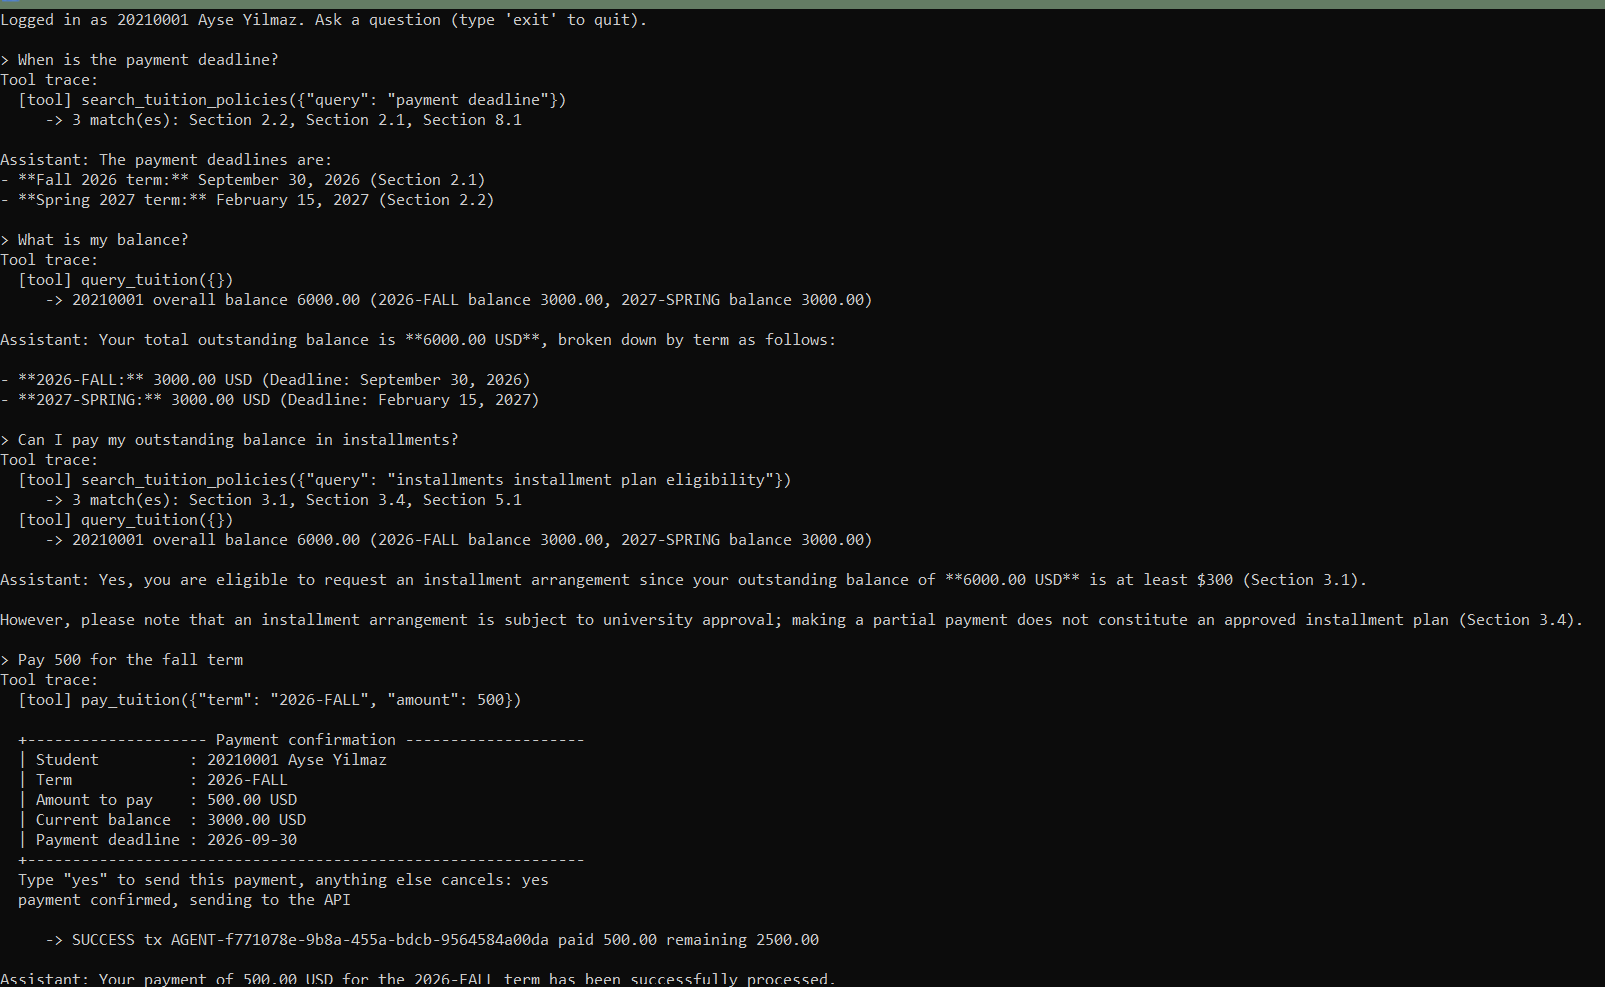 Logged in as 20210001 Ayse Yilmaz. Ask a question (type 'exit' to quit).
> When is the payment deadline?
Tool trace:
[tool] search_tuition_policies({"query": "payment deadline"})
-> 3 match(es): Section 2.2, Section 2.1, Section 8.1
Assistant: The payment deadlines are:
- **Fall 2026 term:** September 30, 2026 (Section 2.1)
- **Spring 2027 term:** February 15, 2027 (Section 2.2)
> What is my balance?
Tool trace:
[tool] query_tuition({})
-> 20210001 overall balance 6000.00 (2026-FALL balance 3000.00, 2027-SPRING balance 3000.00)
Assistant: Your total outstanding balance is **6000.00 USD**, broken down by term as follows:
- **2026-FALL:** 3000.00 USD (Deadline: September 30, 2026)
- **2027-SPRING:** 3000.00 USD (Deadline: February 15, 2027)
> Can I pay my outstanding balance in installments?
Tool trace:
[tool] search_tuition_policies({"query": "installments installment plan eligibility"})
-> 3 match(es): Section 3.1, Section 3.4, Section 5.1
[tool] query_tuition({})
-> 20210001 overall balance 6000.00 (2026-FALL balance 3000.00, 2027-SPRING balance 3000.00)
Assistant: Yes, you are eligible to request an installment arrangement since your outstanding balance of **6000.00 USD** is at least $300 (Section 3.1).
However, please note that an installment arrangement is subject to university approval; making a partial payment does not constitute an approved installment plan (Section 3.4).
> Pay 500 for the fall term
Tool trace:
[tool] pay_tuition({"term": "2026-FALL", "amount": 500})
+-------------------- Payment confirmation --------------------
| Student : 20210001 Ayse Yilmaz
| Term : 2026-FALL
| Amount to pay : 500.00 USD
| Current balance : 3000.00 USD
| Payment deadline : 2026-09-30
+--------------------------------------------------------------
Type "yes" to send this payment, anything else cancels: yes
payment confirmed, sending to the API
-> SUCCESS tx AGENT-f771078e-9b8a-455a-bdcb-9564584a00da paid 500.00 remaining 2500.00
Assistant: Your payment of 500.00 USD for the 2026-FALL term has been successfully processed.